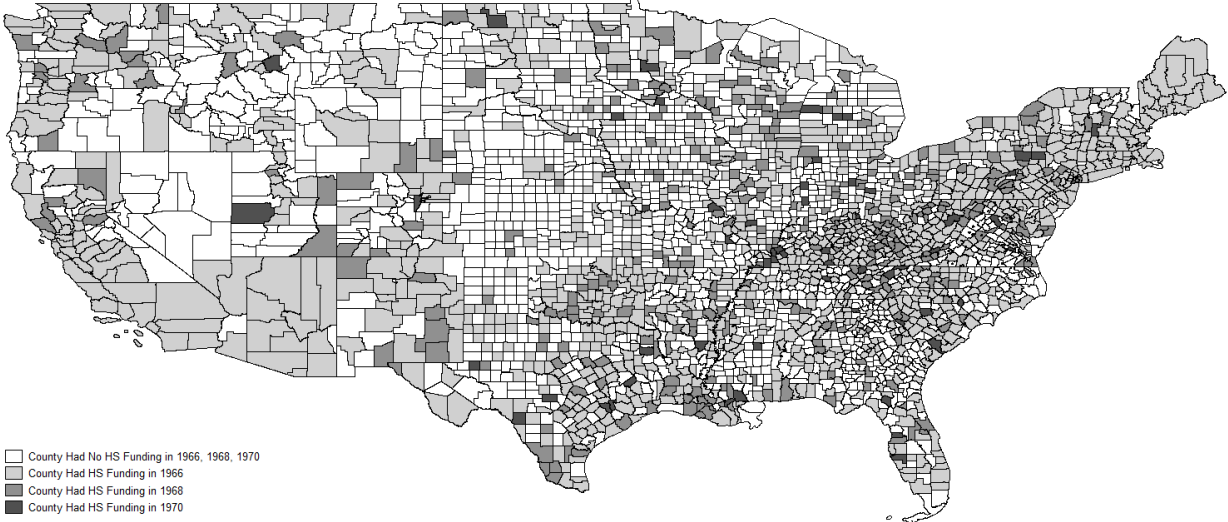 County Had No HS Funding in 1966, 1968, 1970
County Had HS Funding in 1966
County Had HS Funding in 1968
County Had HS Funding in 1970